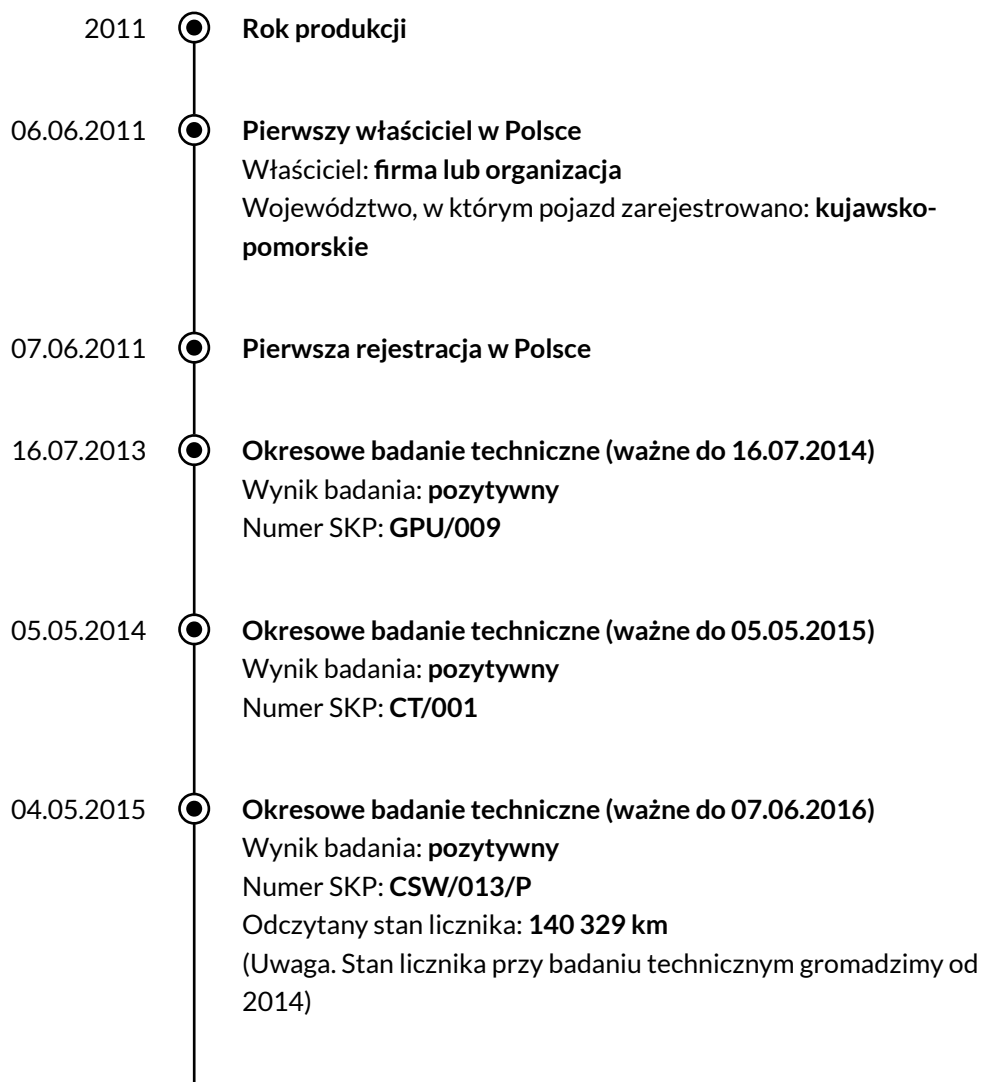 2011 Rok produkcji
06.06.2011 Pierwszy właściciel w Polsce
Właściciel: firma lub organizacja
Województwo, w którym pojazd zarejestrowano: kujawsko-
pomorskie
07.06.2011 Pierwsza rejestracja w Polsce
16.07.2013 Okresowe badanie techniczne (ważne do 16.07.2014)
Wynik badania: pozytywny
Numer SKP: GPU/009
05.05.2014 Okresowe badanie techniczne (ważne do 05.05.2015)
Wynik badania: pozytywny
Numer SKP: CT/001
04.05.2015 Okresowe badanie techniczne (ważne do 07.06.2016)
Wynik badania: pozytywny
Numer SKP: CSW/013/P
Odczytany stan licznika: 140 329 km
(Uwaga. Stan licznika przy badaniu technicznym gromadzimy od
2014)